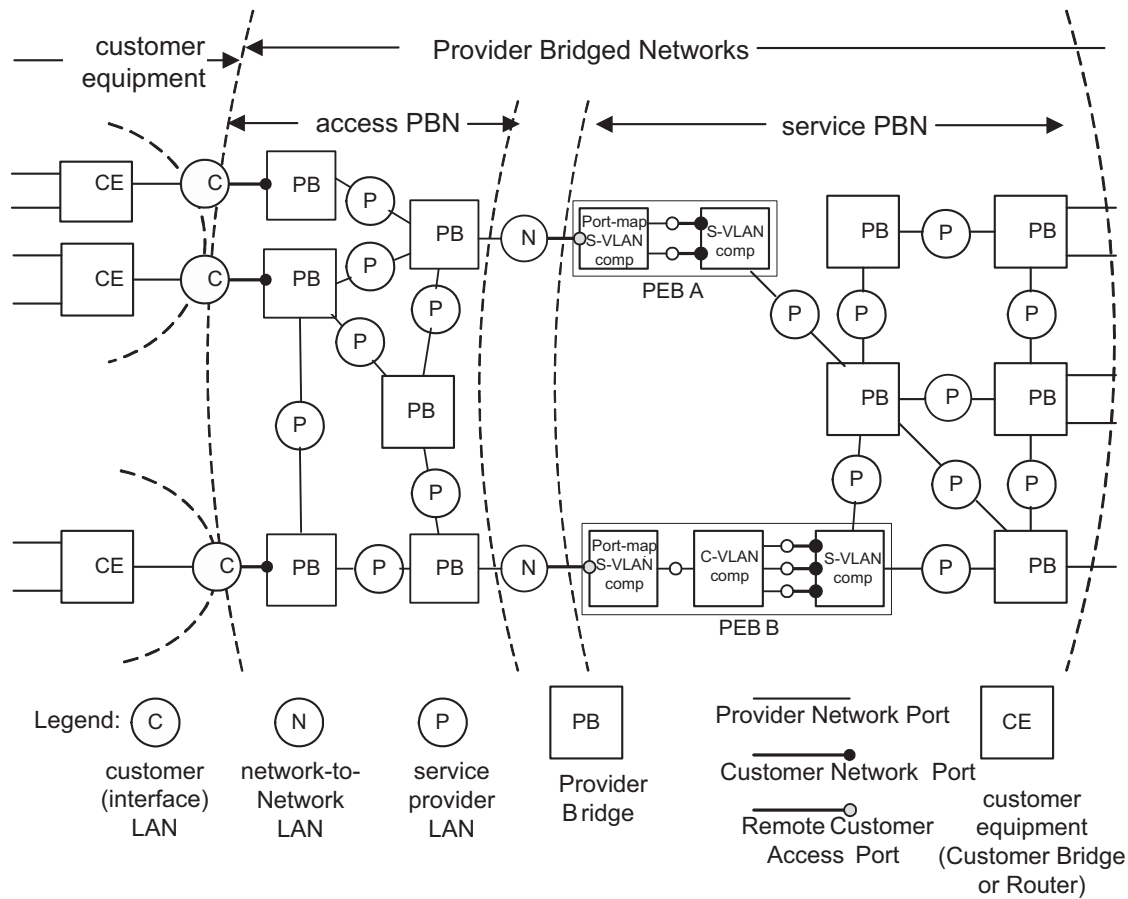 customer
equipment
Provider Bridged Networks
access PBN
service PBN
CE
C
PB
P
PB
N
Port-map
S-VLAN
comp
S-VLAN
comp
PEB A
PB
P
PB
CE
C
PB
P
P
P
P
P
P
PB
PB
P
PB
P
P
P
P
P
CE
C
PB
P
PB
N
Port-map
S-VLAN
comp
C-VLAN
comp
S-VLAN
comp
PEB B
P
PB
Legend:
C
customer
(interface)
LAN
N
network-to-
Network
LAN
P
service
provider
LAN
PB
Provider
Bridge
Provider Network Port
Customer Network Port
Remote Customer
Access Port
CE
customer
equipment
(Customer Bridge
or Router)